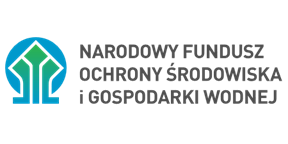 NARODOWY FUNDUSZ
OCHRONY ŚRODOWISKA
i GOSPODARKI WODNEJ